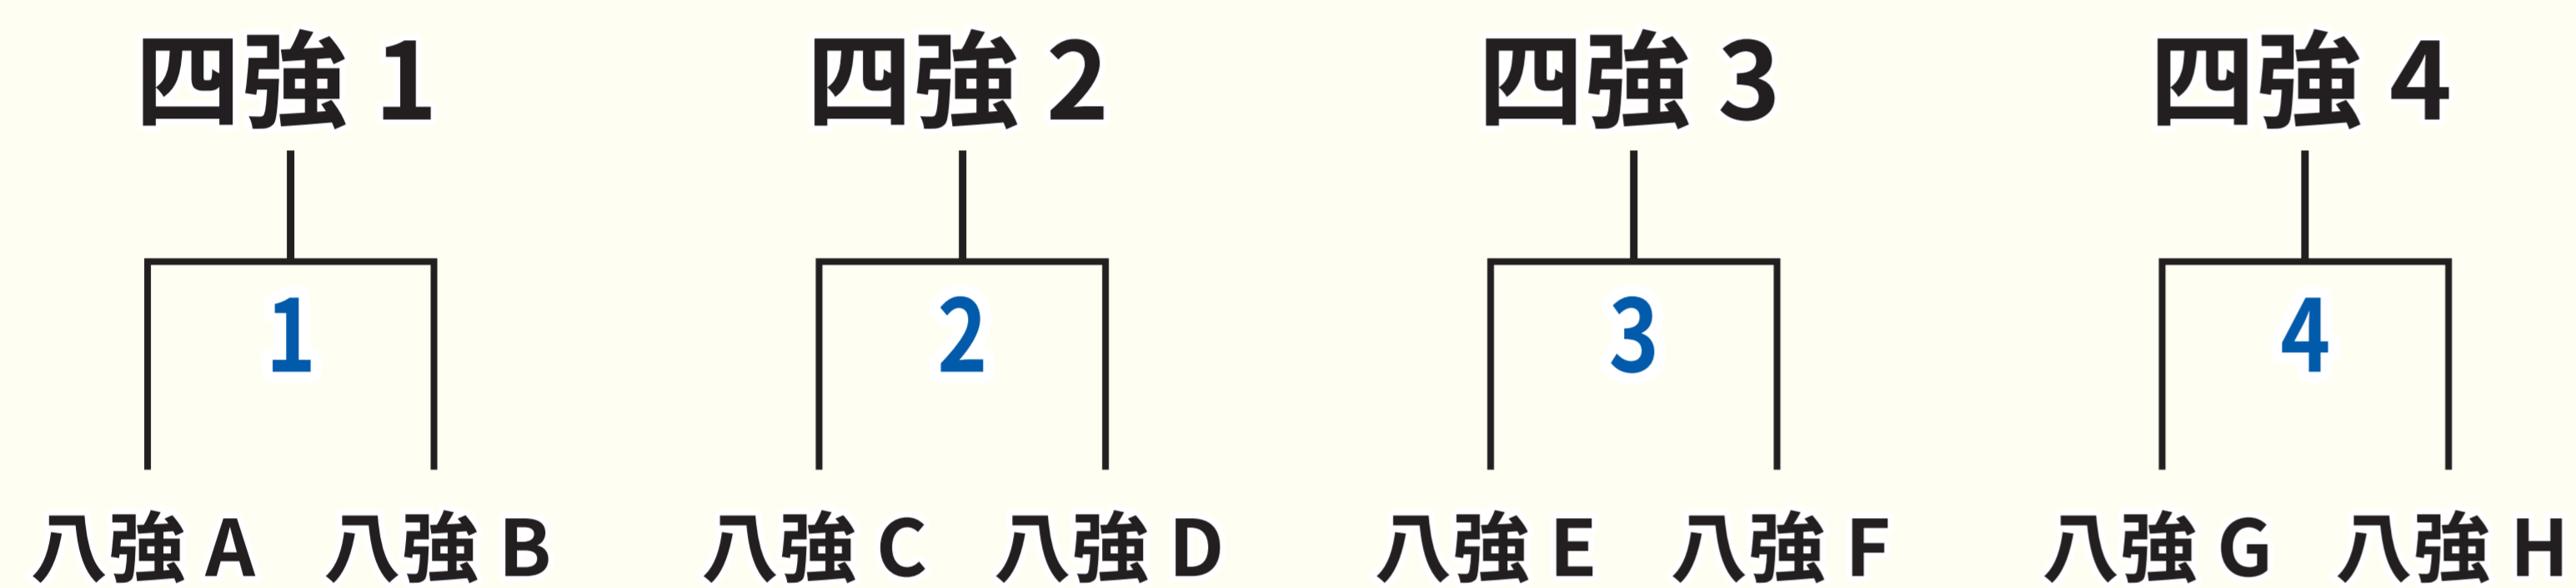 四強 1 四強 2 四強 3 四強 4
1 2 3 4
八強 A 八強 B 八強 C 八強 D 八強 E 八強 F 八強 G 八強 H